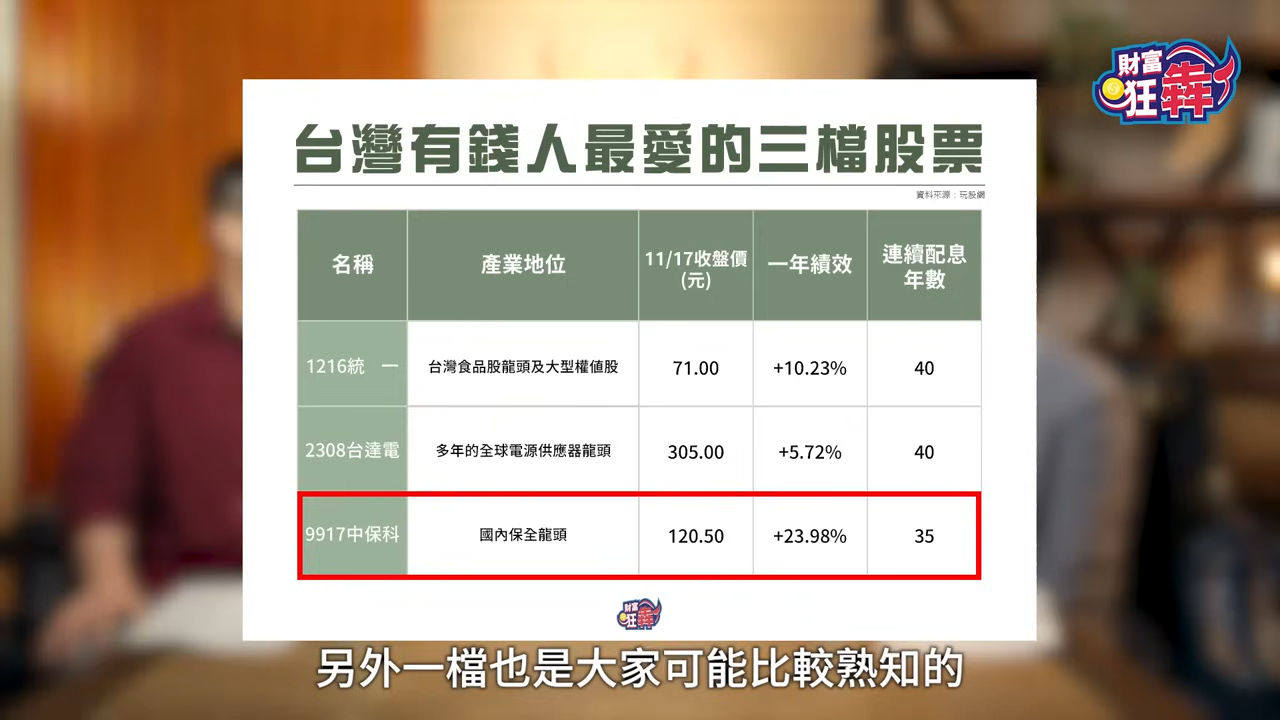 財富
狂犇
台灣有錢人最愛的三檔股票
資料來源：玩股網
名稱 產業地位 11/17收盤價(元) 一年績效 連續配息年數
1216統　一 台灣食品股龍頭及大型權值股 71.00 +10.23% 40
2308台達電 多年的全球電源供應器龍頭 305.00 +5.72% 40
9917中保科 國內保全龍頭 120.50 +23.98% 35
財富
狂犇
另外一檔也是大家可能比較熟知的